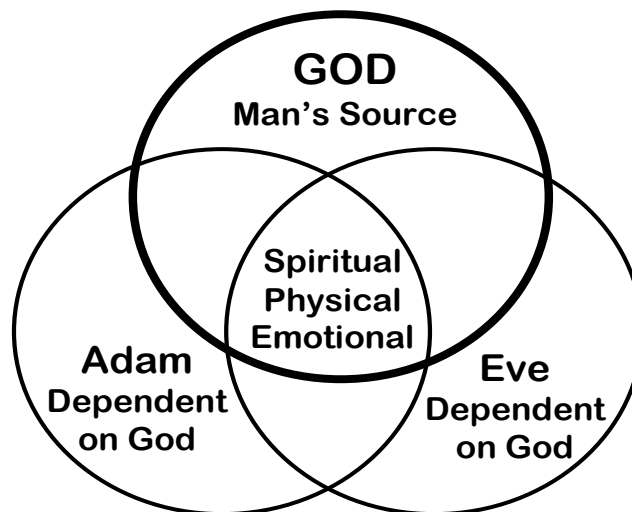 GOD
Man's Source
Spiritual
Physical
Emotional
Adam
Dependent
on God
Eve
Dependent
on God